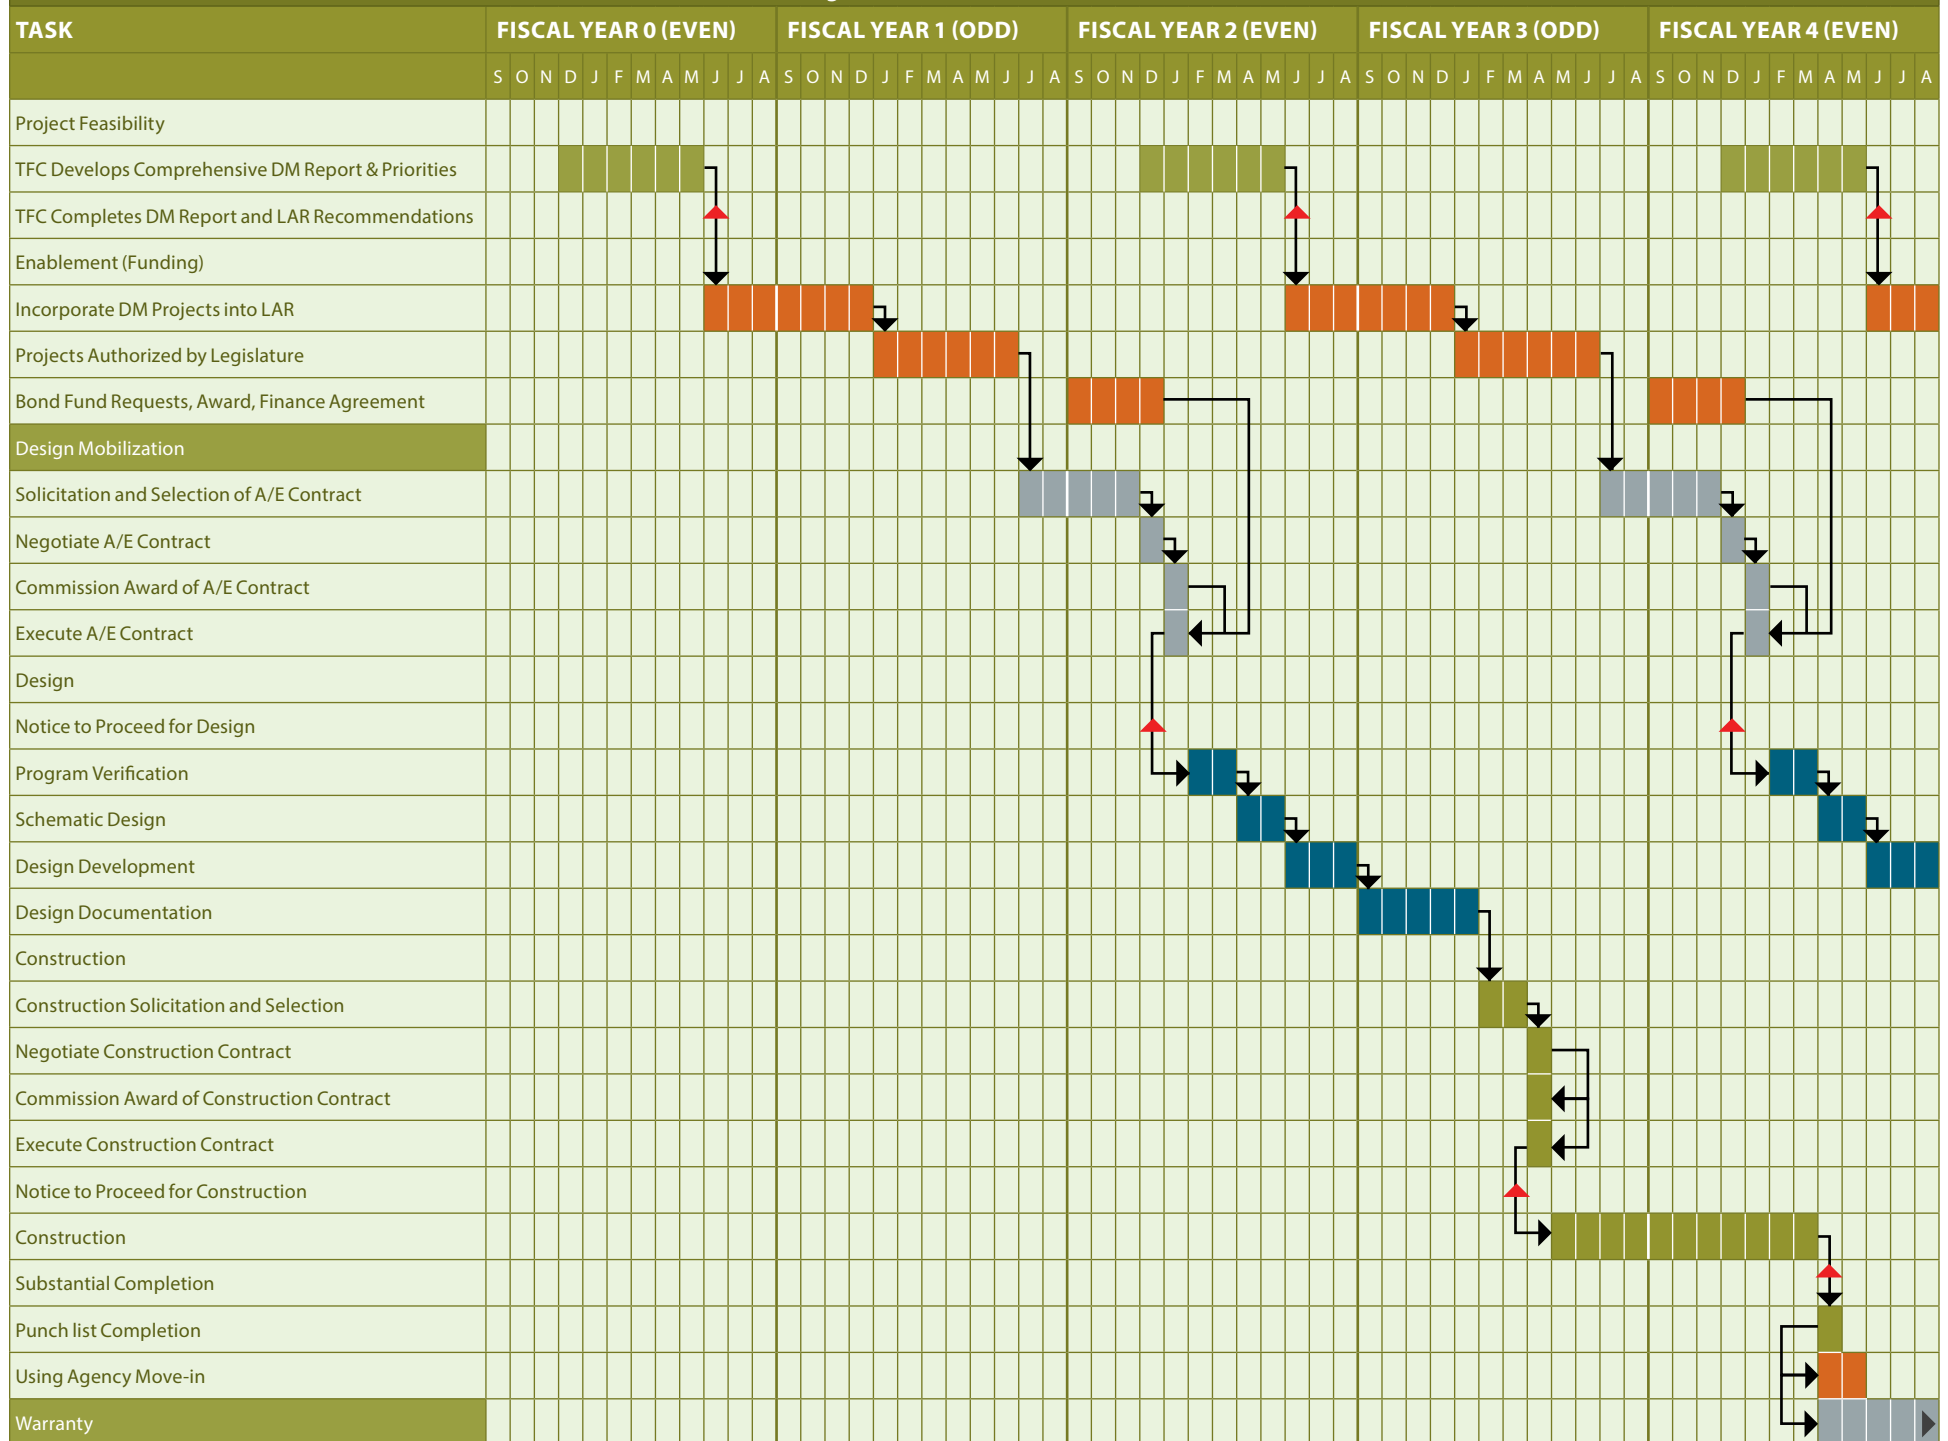 TASK FISCAL YEAR 0 (EVEN) FISCAL YEAR 1 (ODD) FISCAL YEAR 2 (EVEN) FISCAL YEAR 3 (ODD) FISCAL YEAR 4 (EVEN)
S O N D J F M A M J J A S O N D J F M A M J J A S O N D J F M A M J J A S O N D J F M A M J J A S O N D J F M A M J J A
Project Feasibility
TFC Develops Comprehensive DM Report & Priorities
TFC Completes DM Report and LAR Recommendations
Enablement (Funding)
Incorporate DM Projects into LAR
Projects Authorized by Legislature
Bond Fund Requests, Award, Finance Agreement
Design Mobilization
Solicitation and Selection of A/E Contract
Negotiate A/E Contract
Commission Award of A/E Contract
Execute A/E Contract
Design
Notice to Proceed for Design
Program Verification
Schematic Design
Design Development
Design Documentation
Construction
Construction Solicitation and Selection
Negotiate Construction Contract
Commission Award of Construction Contract
Execute Construction Contract
Notice to Proceed for Construction
Construction
Substantial Completion
Punch list Completion
Using Agency Move-in
Warranty